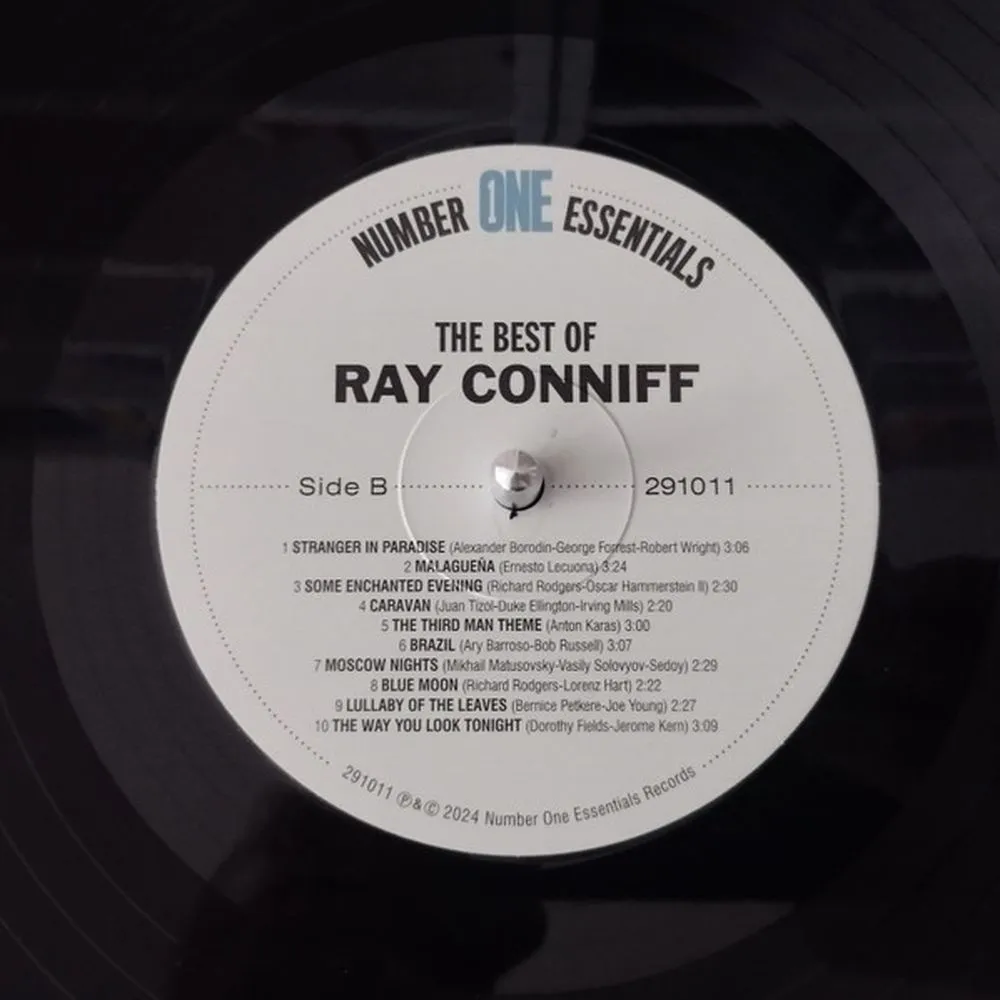 NUMBER ONE ESSENTIALS
THE BEST OF
RAY CONNIFF
Side B 291011
1 STRANGER IN PARADISE (Alexander Borodin-George Forrest-Robert Wright) 3:06
2 MALAGUEÑA (Ernesto Lecuona) 3:24
3 SOME ENCHANTED EVENING (Richard Rodgers-Oscar Hammerstein II) 2:30
4 CARAVAN (Juan Tizol-Duke Ellington-Irving Mills) 2:20
5 THE THIRD MAN THEME (Anton Karas) 3:00
6 BRAZIL (Ary Barroso-Bob Russell) 3:07
7 MOSCOW NIGHTS (Mikhail Matusovsky-Vasily Solovyov-Sedoy) 2:29
8 BLUE MOON (Richard Rodgers-Lorenz Hart) 2:22
9 LULLABY OF THE LEAVES (Bernice Petkere-Joe Young) 2:27
10 THE WAY YOU LOOK TONIGHT (Dorothy Fields-Jerome Kern) 3:09
291011 ℗&© 2024 Number One Essentials Records